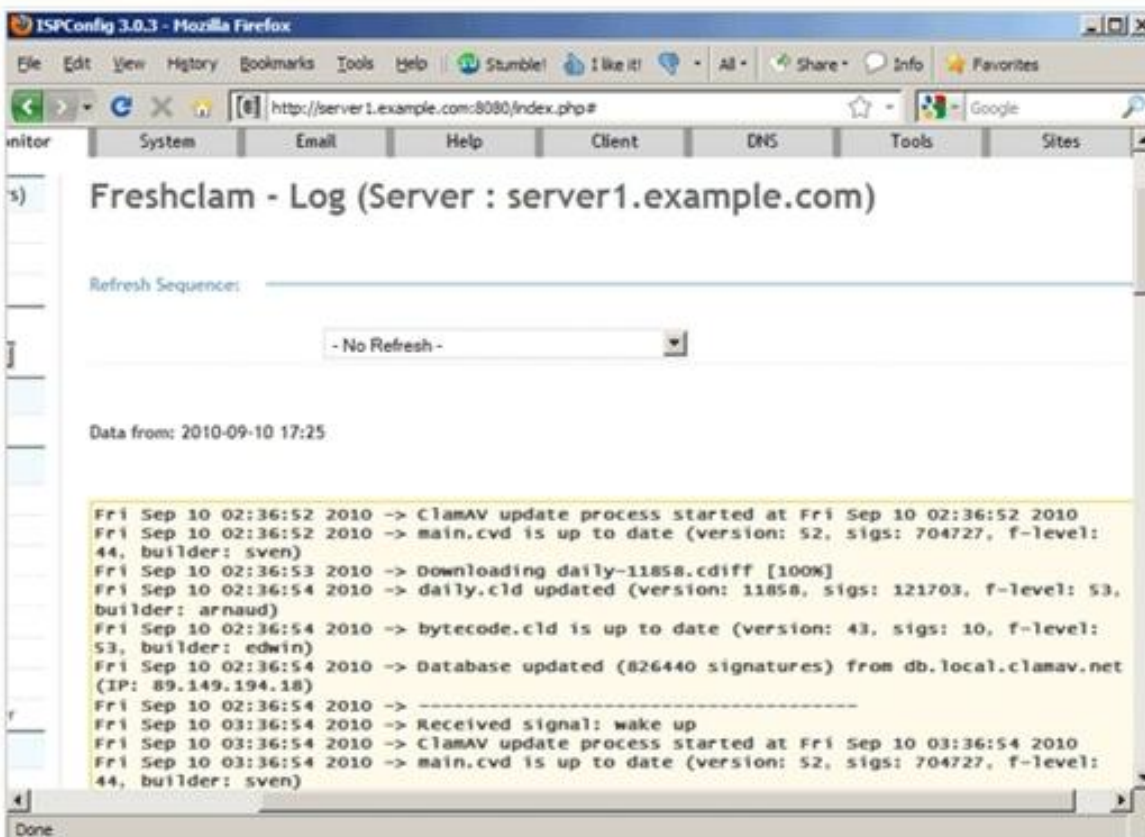 ISPConfig 3.0.3 - Mozilla Firefox
File Edit View History Bookmarks Tools Help Stumble! I like it! All Share Info Favorites
http://server1.example.com:8080/index.php# Google
nitor System Email Help Client DNS Tools Sites
s)
Freshclam - Log (Server : server1.example.com)
Refresh Sequence:
- No Refresh -
Data from: 2010-09-10 17:25
Fri Sep 10 02:36:52 2010 -> ClamAV update process started at Fri Sep 10 02:36:52 2010
Fri Sep 10 02:36:52 2010 -> main.cvd is up to date (version: 52, sigs: 704727, f-level:
44, builder: sven)
Fri Sep 10 02:36:53 2010 -> Downloading daily-11858.cdiff [100%]
Fri Sep 10 02:36:54 2010 -> daily.cld updated (version: 11858, sigs: 121703, f-level: 53,
builder: arnaud)
Fri Sep 10 02:36:54 2010 -> bytecode.cld is up to date (version: 43, sigs: 10, f-level:
53, builder: edwin)
Fri Sep 10 02:36:54 2010 -> Database updated (826440 signatures) from db.local.clamav.net
(IP: 89.149.194.18)
Fri Sep 10 02:36:54 2010 -> --------------------------------------
Fri Sep 10 03:36:54 2010 -> Received signal: wake up
Fri Sep 10 03:36:54 2010 -> ClamAV update process started at Fri Sep 10 03:36:54 2010
Fri Sep 10 03:36:54 2010 -> main.cvd is up to date (version: 52, sigs: 704727, f-level:
44, builder: sven)
r
Done